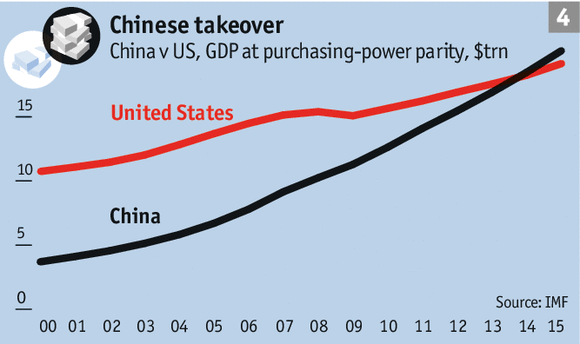 4
Chinese takeover
China v US, GDP at purchasing-power parity, $trn
15
United States
10
China
5
0
Source: IMF
00 01 02 03 04 05 06 07 08 09 10 11 12 13 14 15